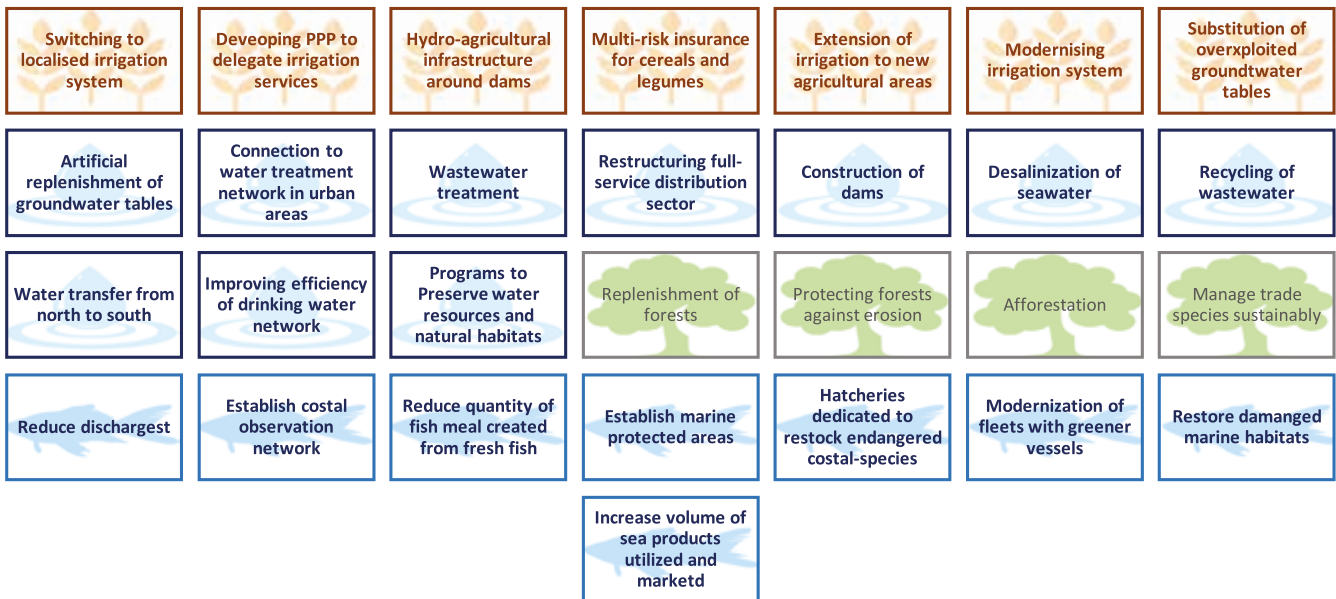 Switching to
localised irrigation
system
Deveoping PPP to
delegate irrigation
services
Hydro-agricultural
infrastructure
around dams
Multi-risk insurance
for cereals and
legumes
Extension of
irrigation to new
agricultural areas
Modernising
irrigation system
Substitution of
overxploited
groundtwater
tables
Artificial
replenishment of
groundwater tables
Connection to
water treatment
network in urban
areas
Wastewater
treatment
Restructuring full-
service distribution
sector
Construction of
dams
Desalinization of
seawater
Recycling of
wastewater
Water transfer from
north to south
Improving efficiency
of drinking water
network
Programs to
Preserve water
resources and
natural habitats
Replenishment of
forests
Protecting forests
against erosion
Afforestation
Manage trade
species sustainably
Reduce dischargest
Establish costal
observation
network
Reduce quantity of
fish meal created
from fresh fish
Establish marine
protected areas
Hatcheries
dedicated to
restock endangered
costal-species
Modernization of
fleets with greener
vessels
Restore damanged
marine habitats
Increase volume of
sea products
utilized and
marketd